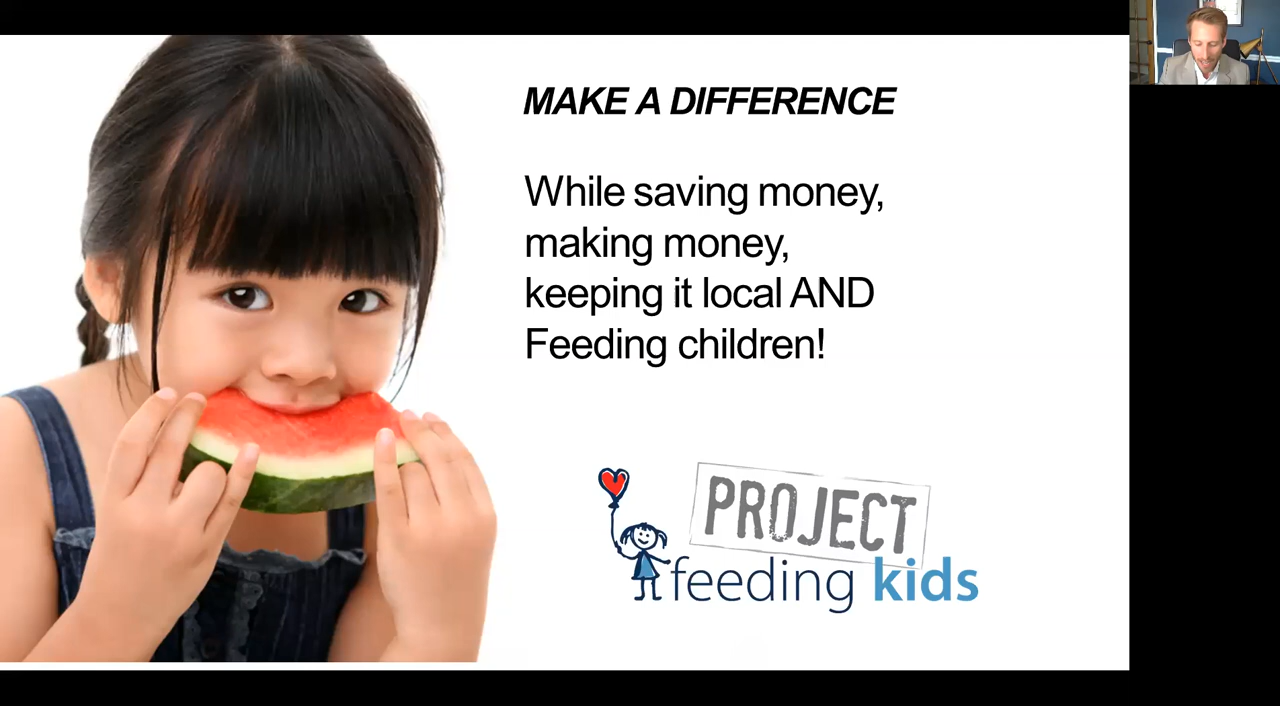 MAKE A DIFFERENCE
While saving money,
making money,
keeping it local AND
Feeding children!
PROJECT
feeding kids